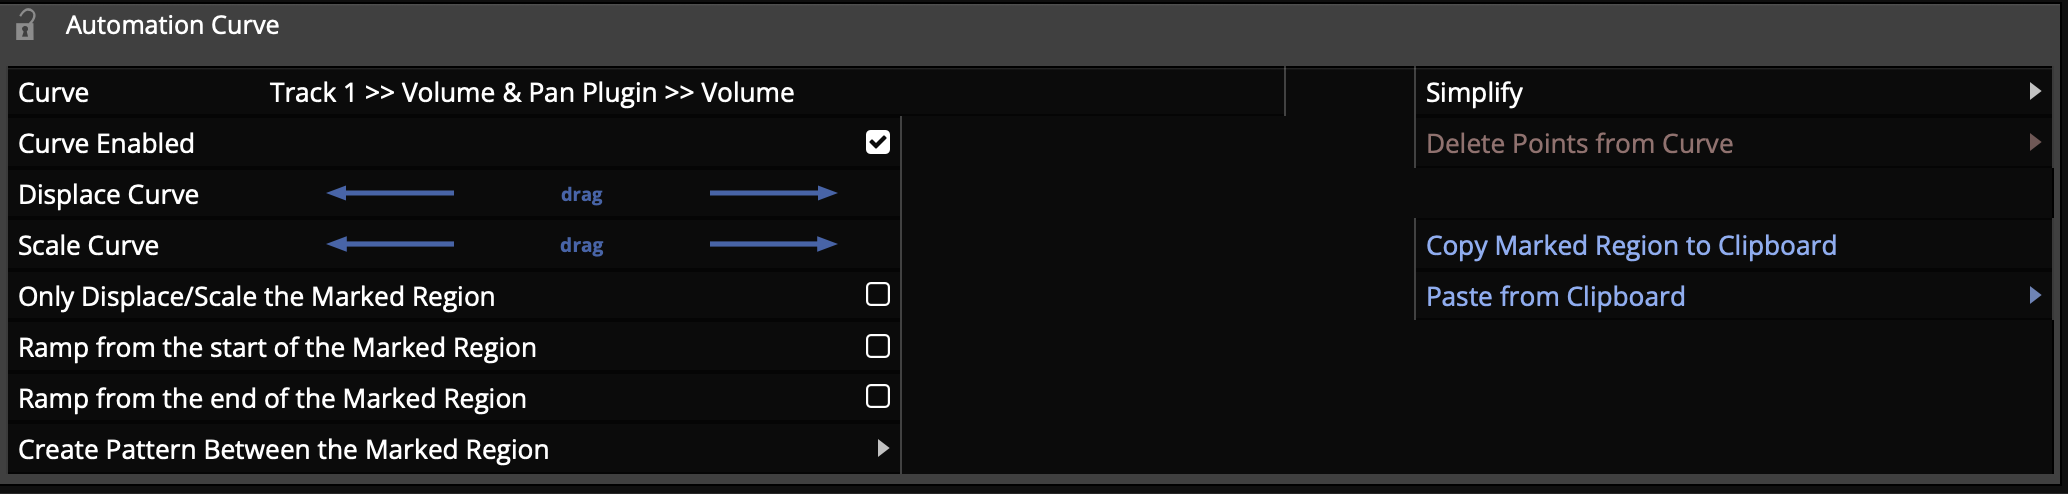 Automation Curve
Curve Track 1 >> Volume & Pan Plugin >> Volume
Curve Enabled
Displace Curve drag
Scale Curve drag
Only Displace/Scale the Marked Region
Ramp from the start of the Marked Region
Ramp from the end of the Marked Region
Create Pattern Between the Marked Region
Simplify
Delete Points from Curve
Copy Marked Region to Clipboard
Paste from Clipboard